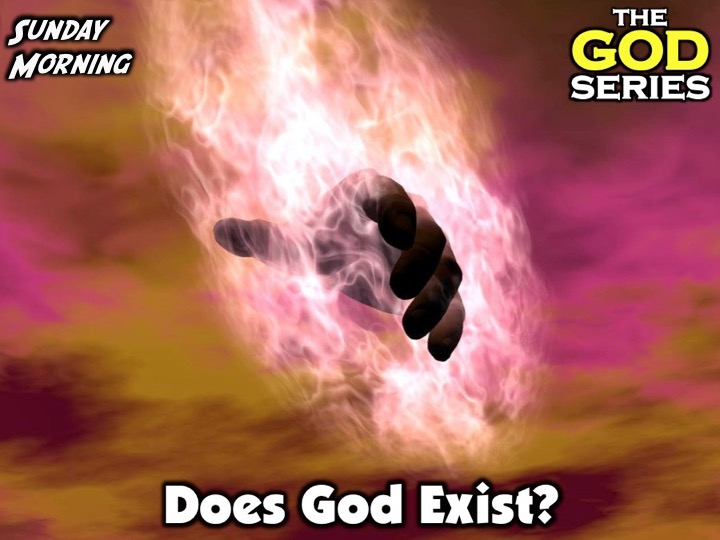 Sunday
Morning
THE
GOD
SERIES
Does God Exist?